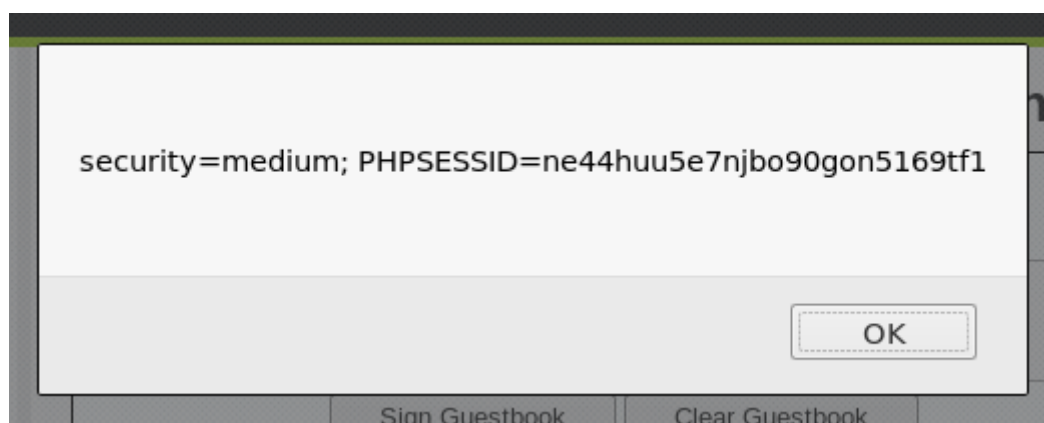 security=medium; PHPSESSID=ne44huu5e7njbo90gon5169tf1
OK
Sign Guestbook Clear Guestbook